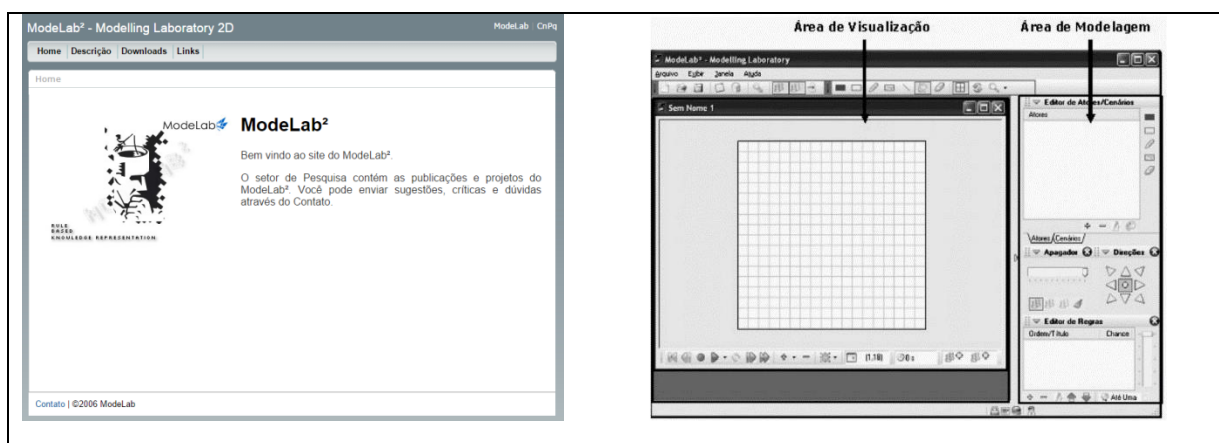 ModeLab² - Modelling Laboratory 2D
ModeLab CnPq
Home Descrição Downloads Links
Home
ModeLab
ModeLab²
Bem vindo ao site do ModeLab².
O setor de Pesquisa contém as publicações e projetos do
ModeLab². Você pode enviar sugestões, críticas e dúvidas
através do Contato.
RULE
BASED
KNOWLEDGE REPRESENTATION
Contato | ©2006 ModeLab
Área de Visualização
Área de Modelagem
ModeLab² - Modelling Laboratory
Arquivo Exibir Janela Ajuda
Sem Nome 1
Editor de Atores/Cenários
Atores
Atores Cenários
Apagador
Direções
Editor de Regras
Ordem/Título Chance
(1,18)
0s
Até Uma